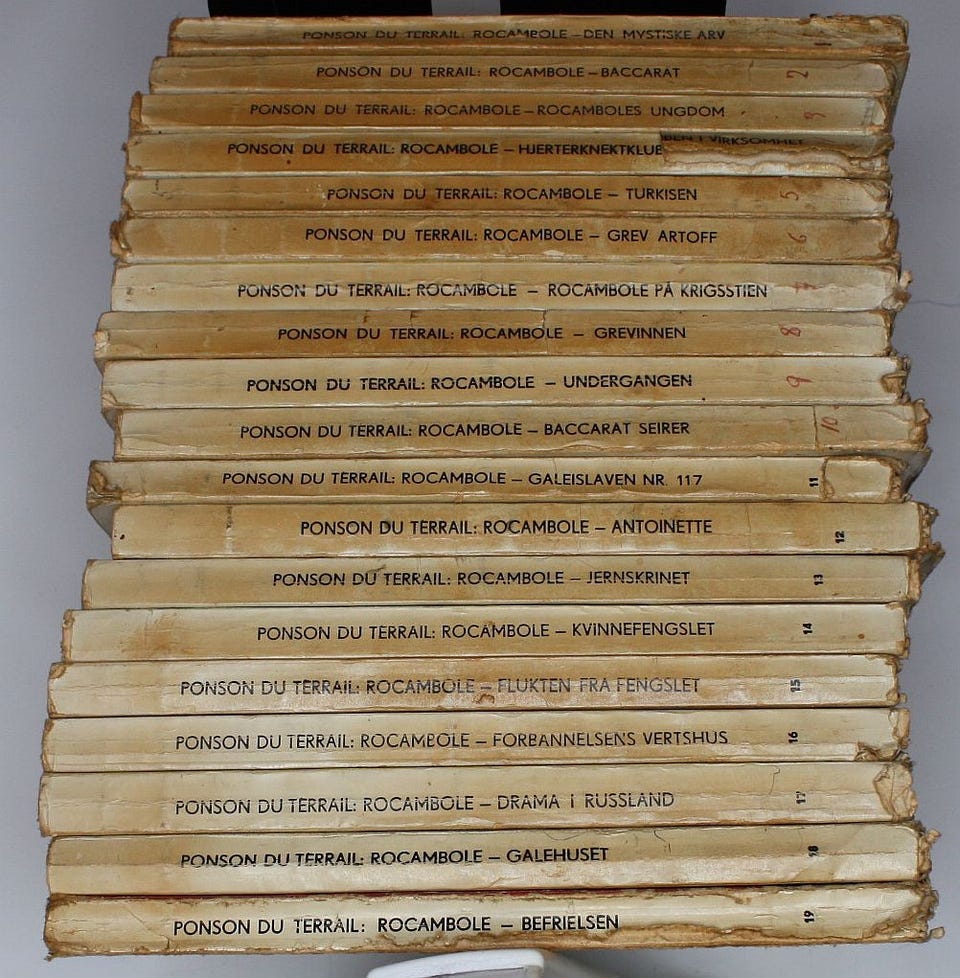 PONSON DU TERRAIL: ROCAMBOLE – DEN MYSTISKE ARV
PONSON DU TERRAIL: ROCAMBOLE – BACCARAT 2
PONSON DU TERRAIL: ROCAMBOLE – ROCAMBOLES UNGDOM 3
PONSON DU TERRAIL: ROCAMBOLE – HJERTERKNEKTKLUBBEN I VIRKSOMHET
PONSON DU TERRAIL: ROCAMBOLE – TURKISEN 5
PONSON DU TERRAIL: ROCAMBOLE – GREV ARTOFF 6
PONSON DU TERRAIL: ROCAMBOLE – ROCAMBOLE PÅ KRIGSSTIEN 7
PONSON DU TERRAIL: ROCAMBOLE – GREVINNEN 8
PONSON DU TERRAIL: ROCAMBOLE – UNDERGANGEN 9
PONSON DU TERRAIL: ROCAMBOLE – BACCARAT SEIRER 10
PONSON DU TERRAIL: ROCAMBOLE – GALEISLAVEN NR. 117 11
PONSON DU TERRAIL: ROCAMBOLE – ANTOINETTE 12
PONSON DU TERRAIL: ROCAMBOLE – JERNSKRINET 13
PONSON DU TERRAIL: ROCAMBOLE – KVINNEFENGSLET 14
PONSON DU TERRAIL: ROCAMBOLE – FLUKTEN FRA FENGSLET 15
PONSON DU TERRAIL: ROCAMBOLE – FORBANNELSENS VERTSHUS 16
PONSON DU TERRAIL: ROCAMBOLE – DRAMA I RUSSLAND 17
PONSON DU TERRAIL: ROCAMBOLE – GALEHUSET 18
PONSON DU TERRAIL: ROCAMBOLE – BEFRIELSEN 19